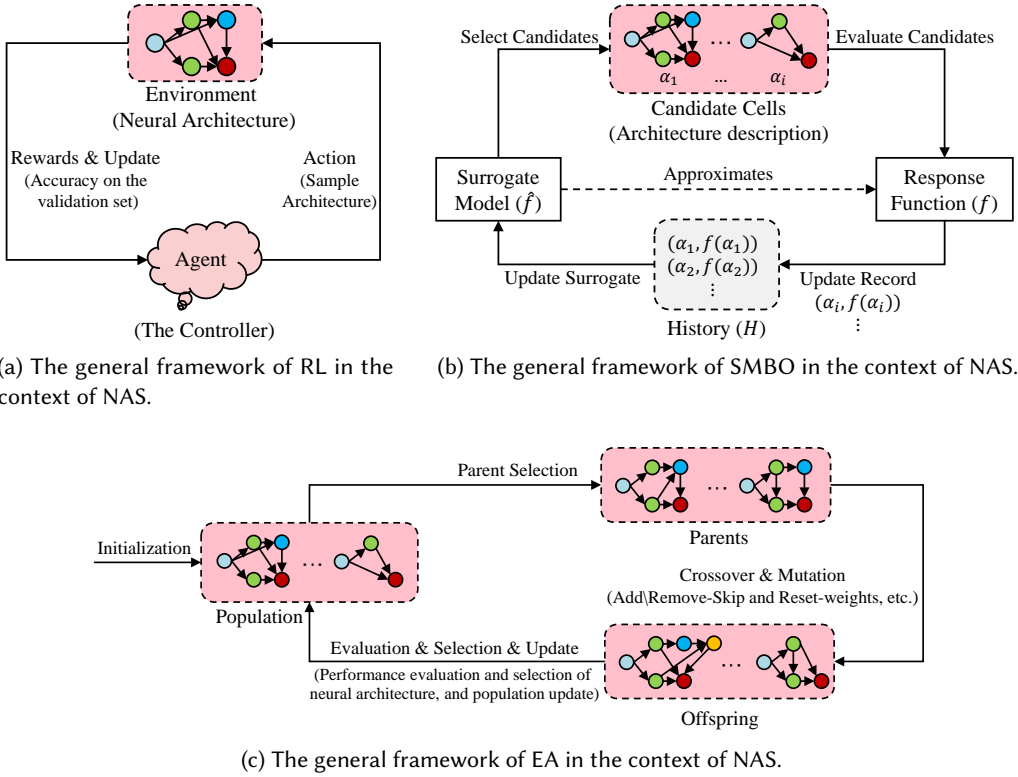 Environment
(Neural Architecture)
Rewards & Update
(Accuracy on the
validation set)
Action
(Sample
Architecture)
Agent
(The Controller)
(a) The general framework of RL in the
context of NAS.
Select Candidates
α₁ ... αᵢ
Evaluate Candidates
Candidate Cells
(Architecture description)
Surrogate
Model (f̂)
Approximates
Response
Function (f)
(α₁, f(α₁))
(α₂, f(α₂))
⋮
Update Surrogate
Update Record
(αᵢ, f(αᵢ))
⋮
History (H)
(b) The general framework of SMBO in the context of NAS.
Parent Selection
...
Parents
Initialization
...
Population
Crossover & Mutation
(Add\Remove-Skip and Reset-weights, etc.)
Evaluation & Selection & Update
(Performance evaluation and selection of
neural architecture, and population update)
...
Offspring
(c) The general framework of EA in the context of NAS.